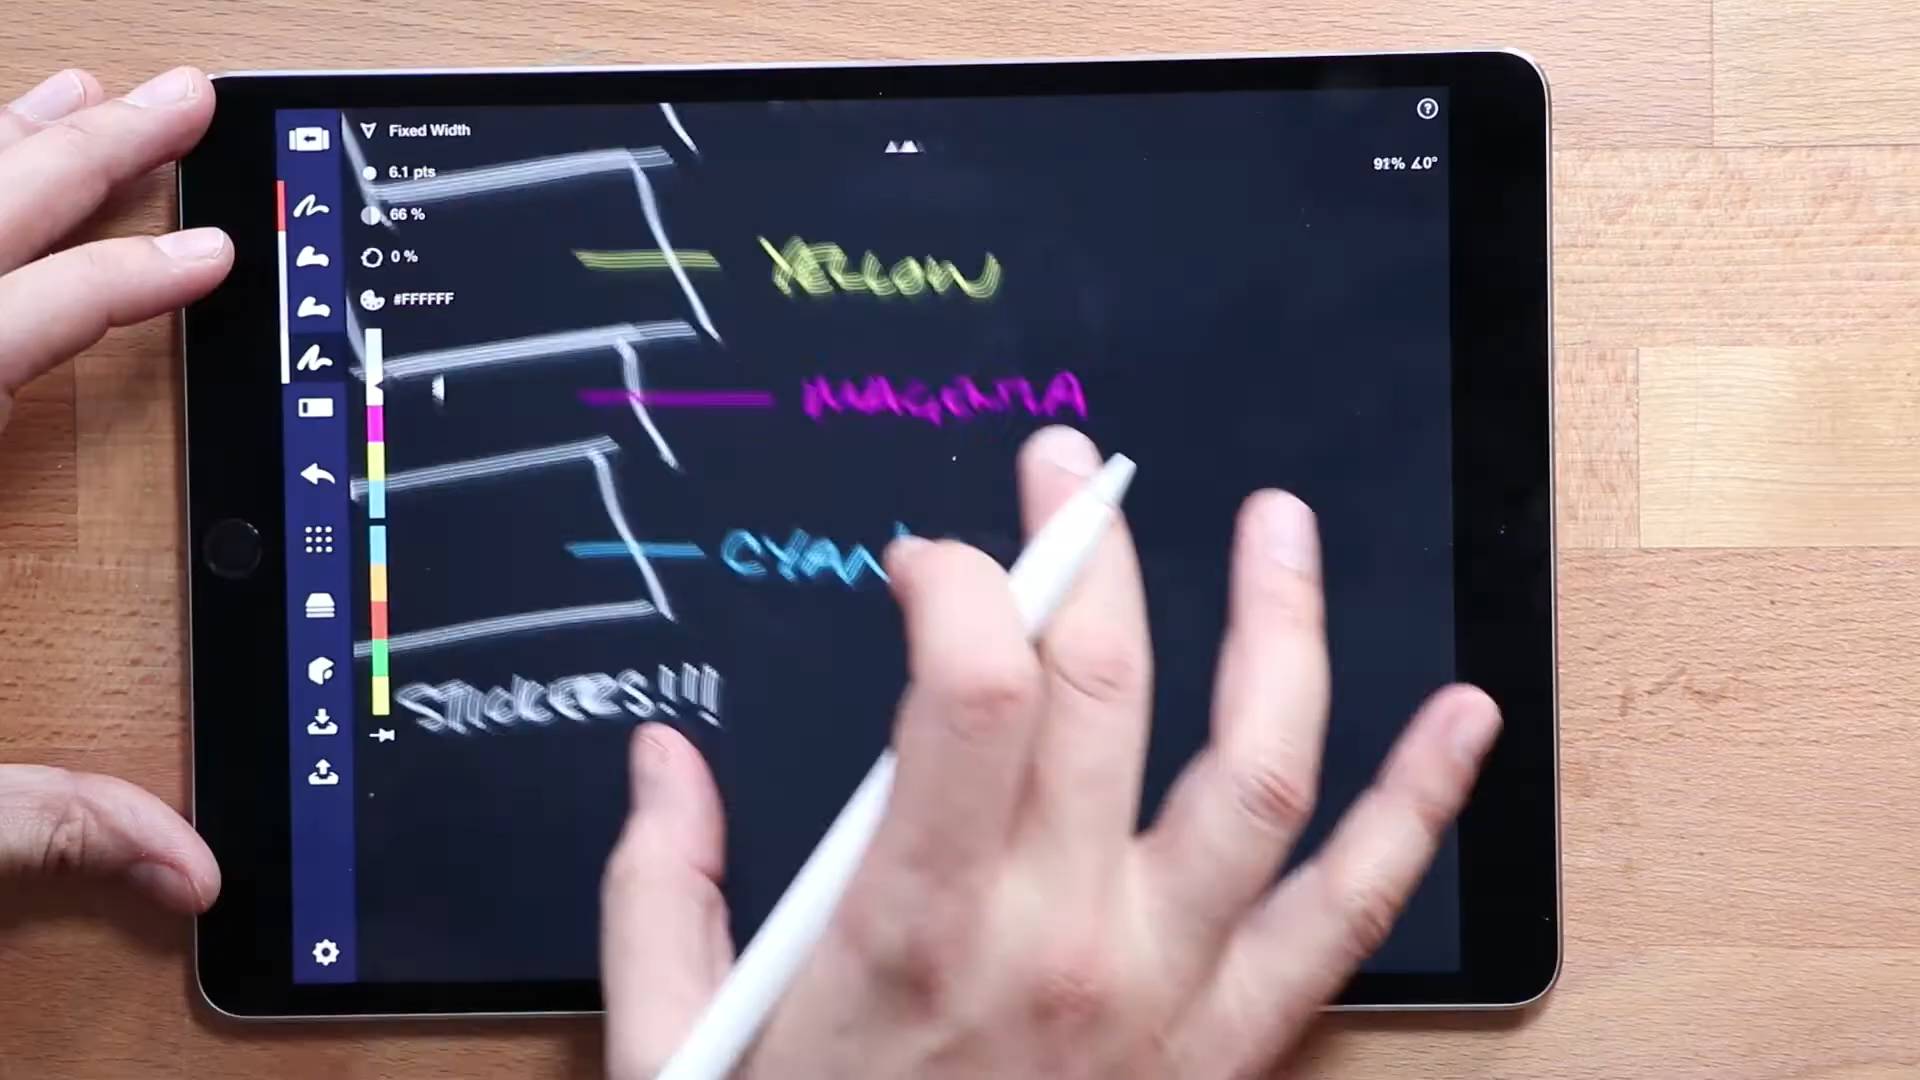 Fixed Width
6.1 pts
66 %
0 %
#FFFFFF
91% ∡0°
YELLOW
MAGENTA
CYAN
STICKERS!!!